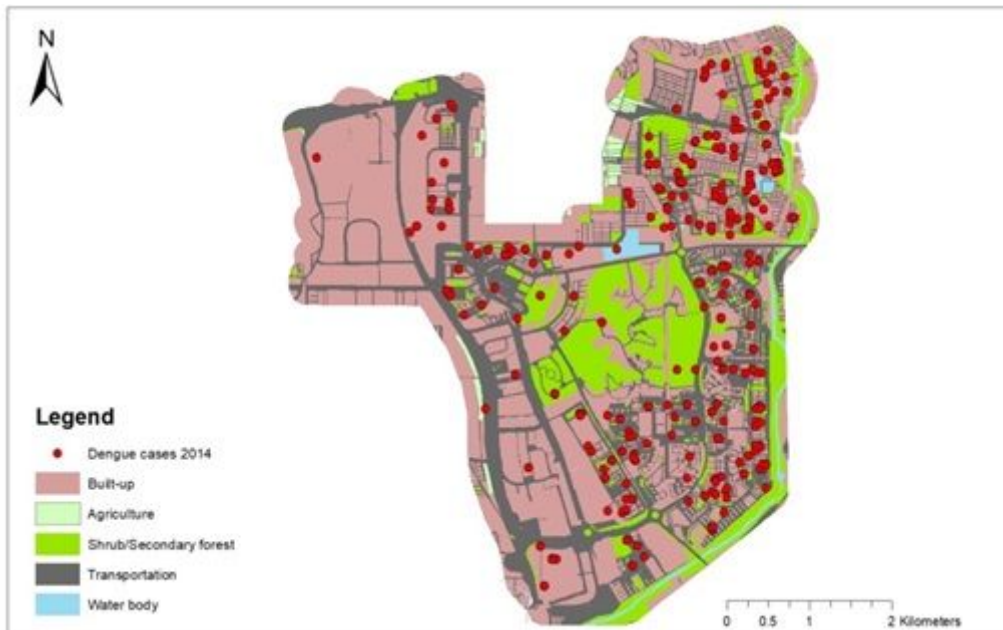 N
Legend
Dengue cases 2014
Built-up
Agriculture
Shrub/Secondary forest
Transportation
Water body
0 0.5 1 2 Kilometers